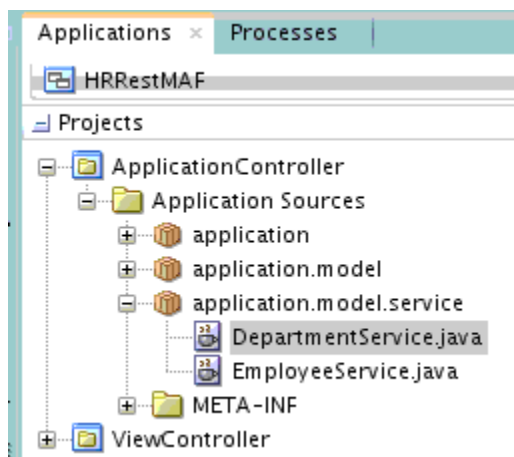 Applications Processes
HRRestMAF
Projects
ApplicationController
Application Sources
application
application.model
application.model.service
DepartmentService.java
EmployeeService.java
META-INF
ViewController